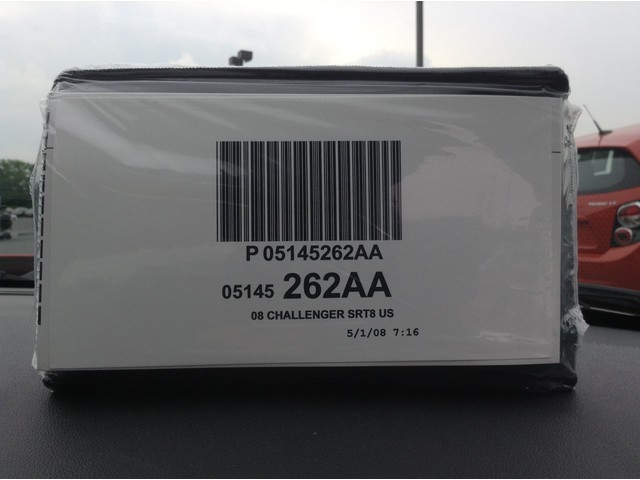 P 05145262AA
05145 262AA
08 CHALLENGER SRT8 US
5/1/08 7:16